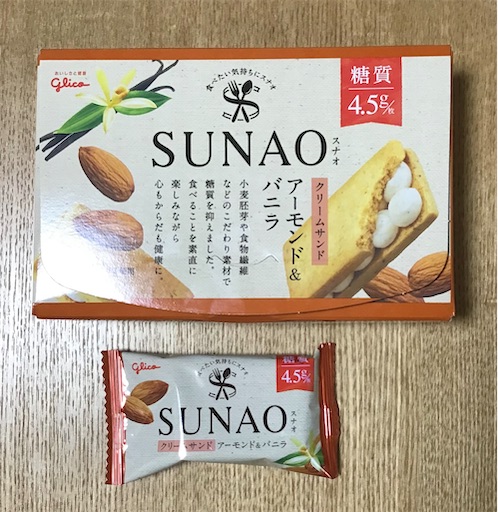 おいしさと健康
Glico
食べたい気持ちにスナオ
糖質
4.5g/枚
SUNAO
スナオ
クリームサンド
アーモンド&
バニラ
小麦胚芽や食物繊維
などのこだわり素材で
糖質を抑えました。
食べることを素直に
楽しみながら
心もからだも健康に。
Glico
食べたい気持ちにスナオ
糖質
4.5g/枚
SUNAO
スナオ
クリームサンド アーモンド&バニラ